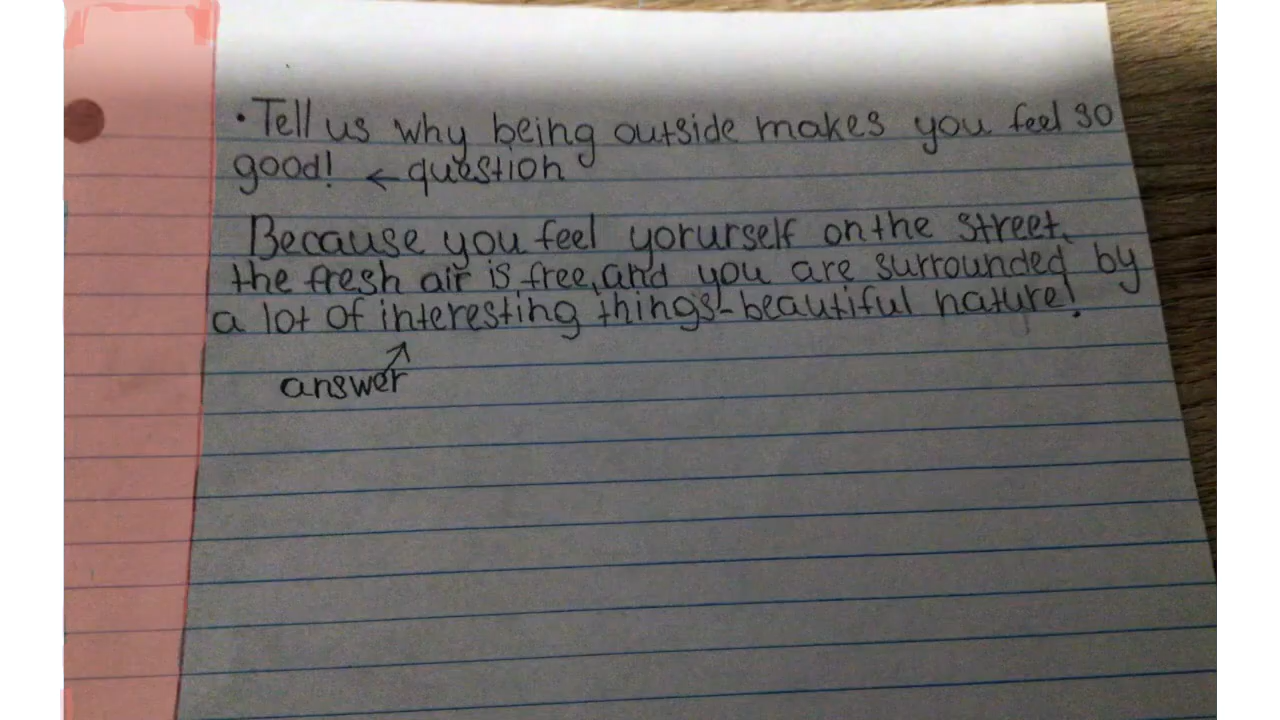 • Tell us why being outside makes you feel so
good! ← question
Because you feel yorurself on the street,
the fresh air is free, and you are surrounded by
a lot of interesting things - beautiful nature!
answer ↗